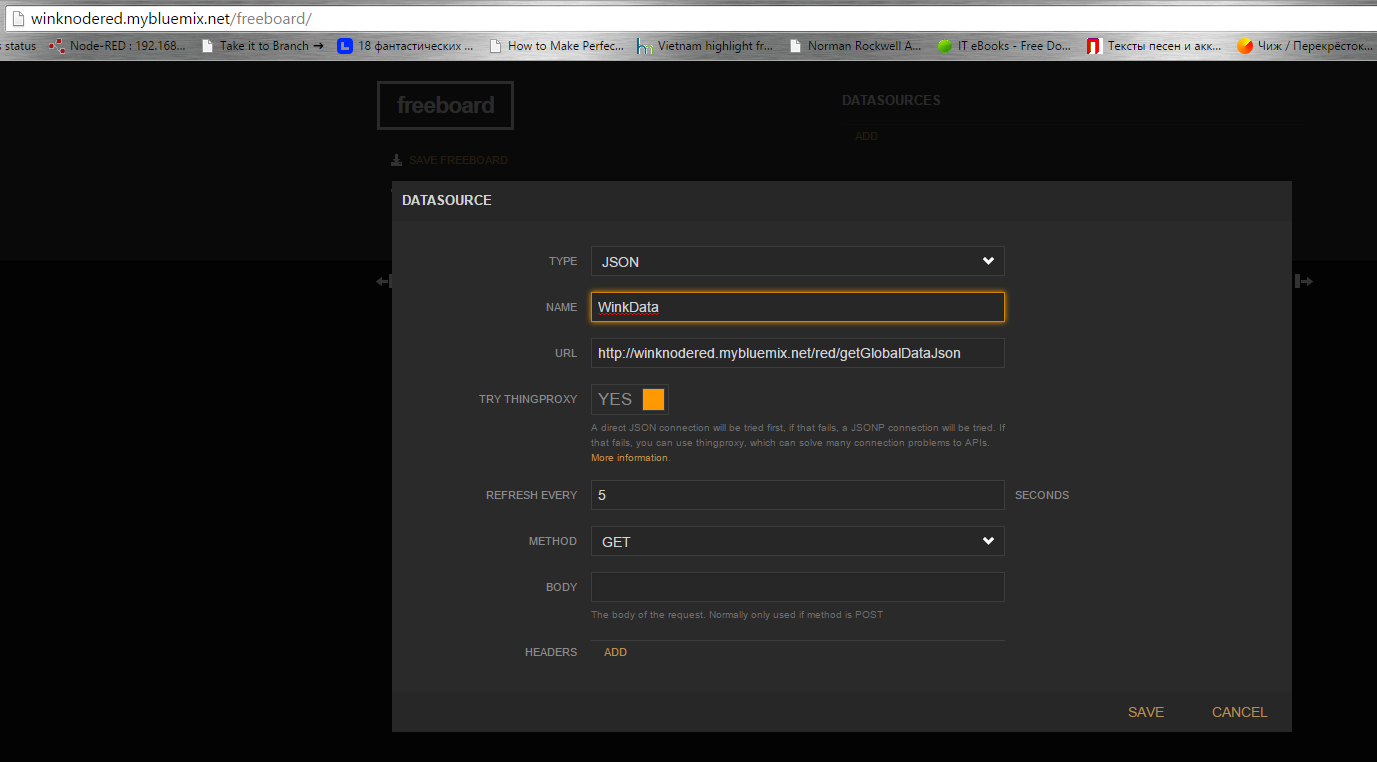 winknodered.mybluemix.net/freeboard/
s status Node-RED : 192.168... Take it to Branch → 18 фантастических ... How to Make Perfec... Vietnam highlight fr... Norman Rockwell A... IT eBooks - Free Do... Тексты песен и акк... Чиж / Перекрёсток...
freeboard
DATASOURCES
ADD
SAVE FREEBOARD
DATASOURCE
TYPE JSON
NAME WinkData
URL http://winknodered.mybluemix.net/red/getGlobalDataJson
TRY THINGPROXY YES
A direct JSON connection will be tried first, if that fails, a JSONP connection will be tried. If
that fails, you can use thingproxy, which can solve many connection problems to APIs.
More information.
REFRESH EVERY 5 SECONDS
METHOD GET
BODY
The body of the request. Normally only used if method is POST
HEADERS ADD
SAVE CANCEL